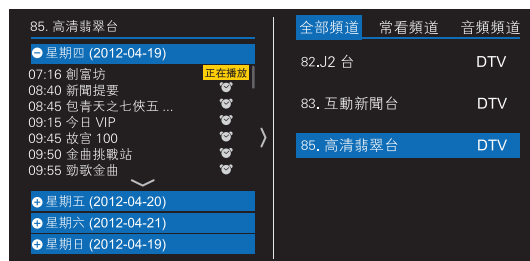 85. 高清翡翠台
星期四 (2012-04-19)
07:16 創富坊 正在播放
08:40 新聞提要
08:45 包青天之七俠五 ...
09:15 今日 VIP
09:45 故宮 100
09:50 金曲挑戰站
09:55 勁歌金曲
星期五 (2012-04-20)
星期六 (2012-04-21)
星期日 (2012-04-19)
全部頻道 常看頻道 音頻頻道
82.J2 台 DTV
83. 互動新聞台 DTV
85. 高清翡翠台 DTV